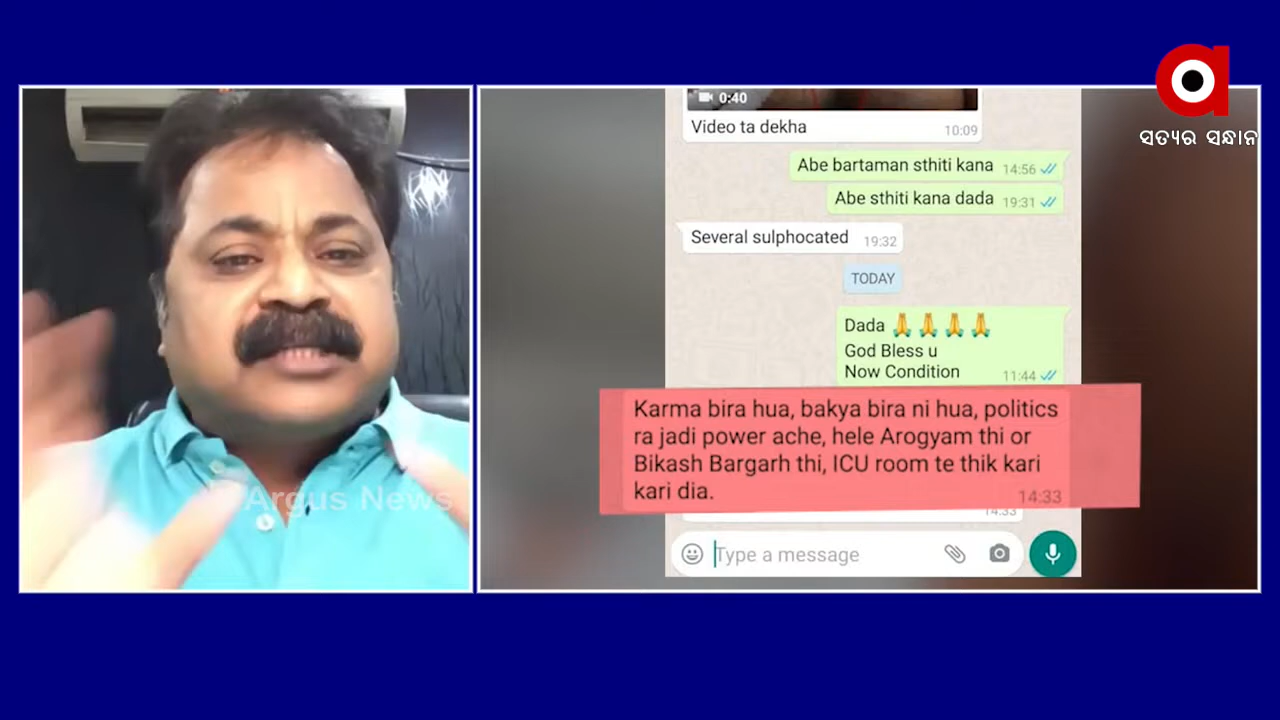 ସତ୍ୟର ସନ୍ଧାନ
Argus News
0:40
Video ta dekha 10:09
Abe bartaman sthiti kana 14:56
Abe sthiti kana dada 19:31
Several sulphocated 19:32
TODAY
Dada 🙏 🙏 🙏 🙏
God Bless u
Now Condition 11:44
Karma bira hua, bakya bira ni hua, politics
ra jadi power ache, hele Arogyam thi or
Bikash Bargarh thi, ICU room te thik kari
kari dia. 14:33
14:33
Type a message